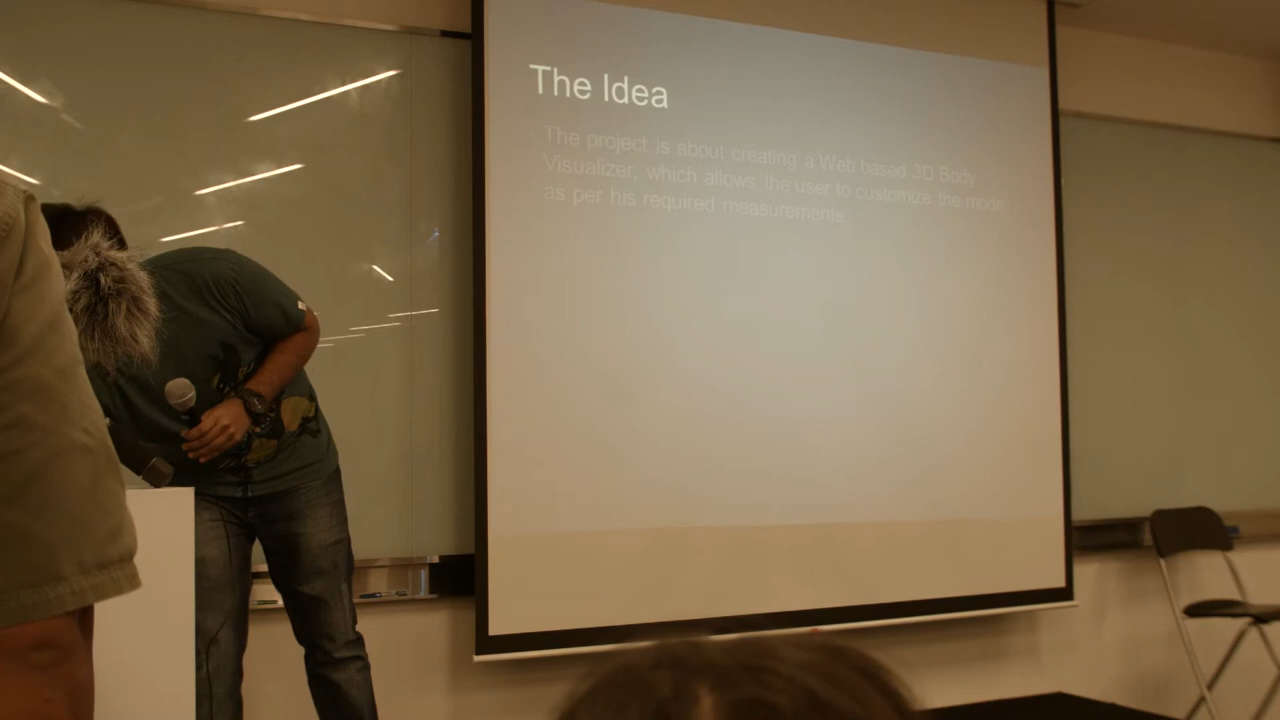 The Idea
The project is about creating a Web based 3D Body
Visualizer, which allows the user to customize the model
as per his required measurements.